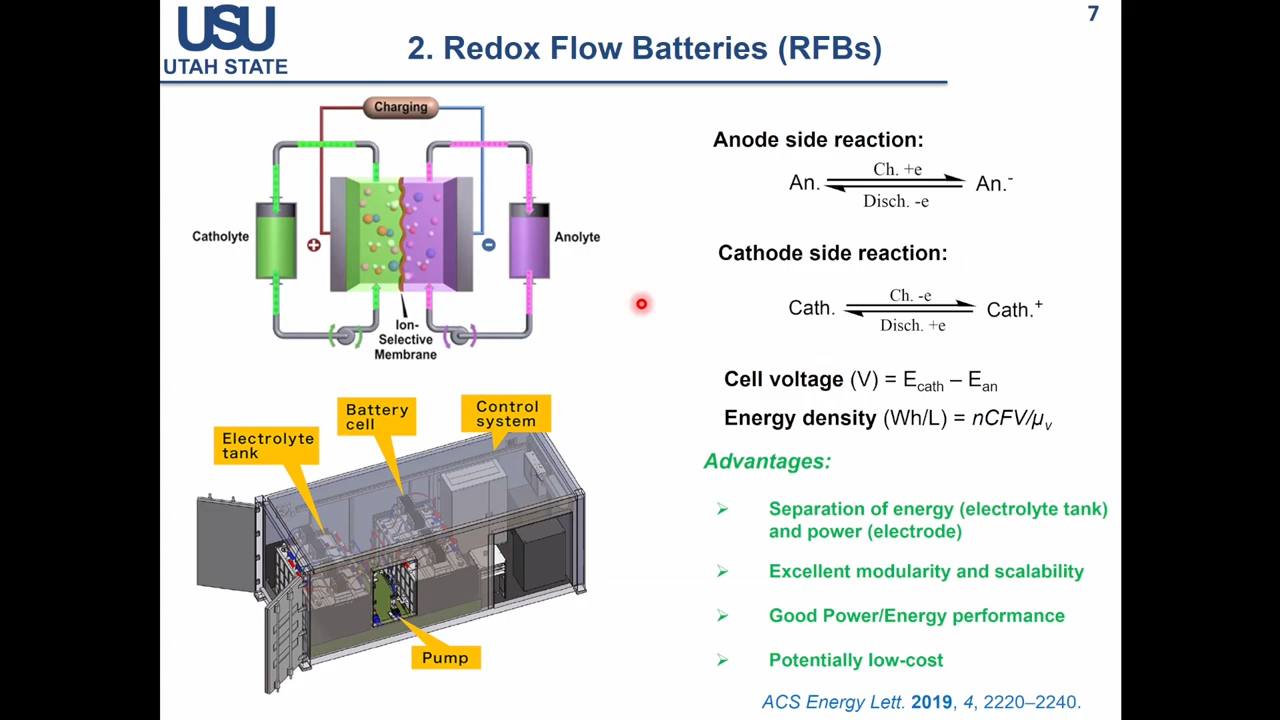 USU
UTAH STATE
7
2. Redox Flow Batteries (RFBs)
Charging
Catholyte
+
−
Anolyte
Ion-
Selective
Membrane
Electrolyte
tank
Battery
cell
Control
system
Pump
Anode side reaction:
Ch. +e
An. An.⁻
Disch. -e
Cathode side reaction:
Ch. -e
Cath. Cath.⁺
Disch. +e
Cell voltage (V) = E_cath – E_an
Energy density (Wh/L) = nCFV/μ_v
Advantages:
➢ Separation of energy (electrolyte tank)
and power (electrode)
➢ Excellent modularity and scalability
➢ Good Power/Energy performance
➢ Potentially low-cost
ACS Energy Lett. 2019, 4, 2220–2240.